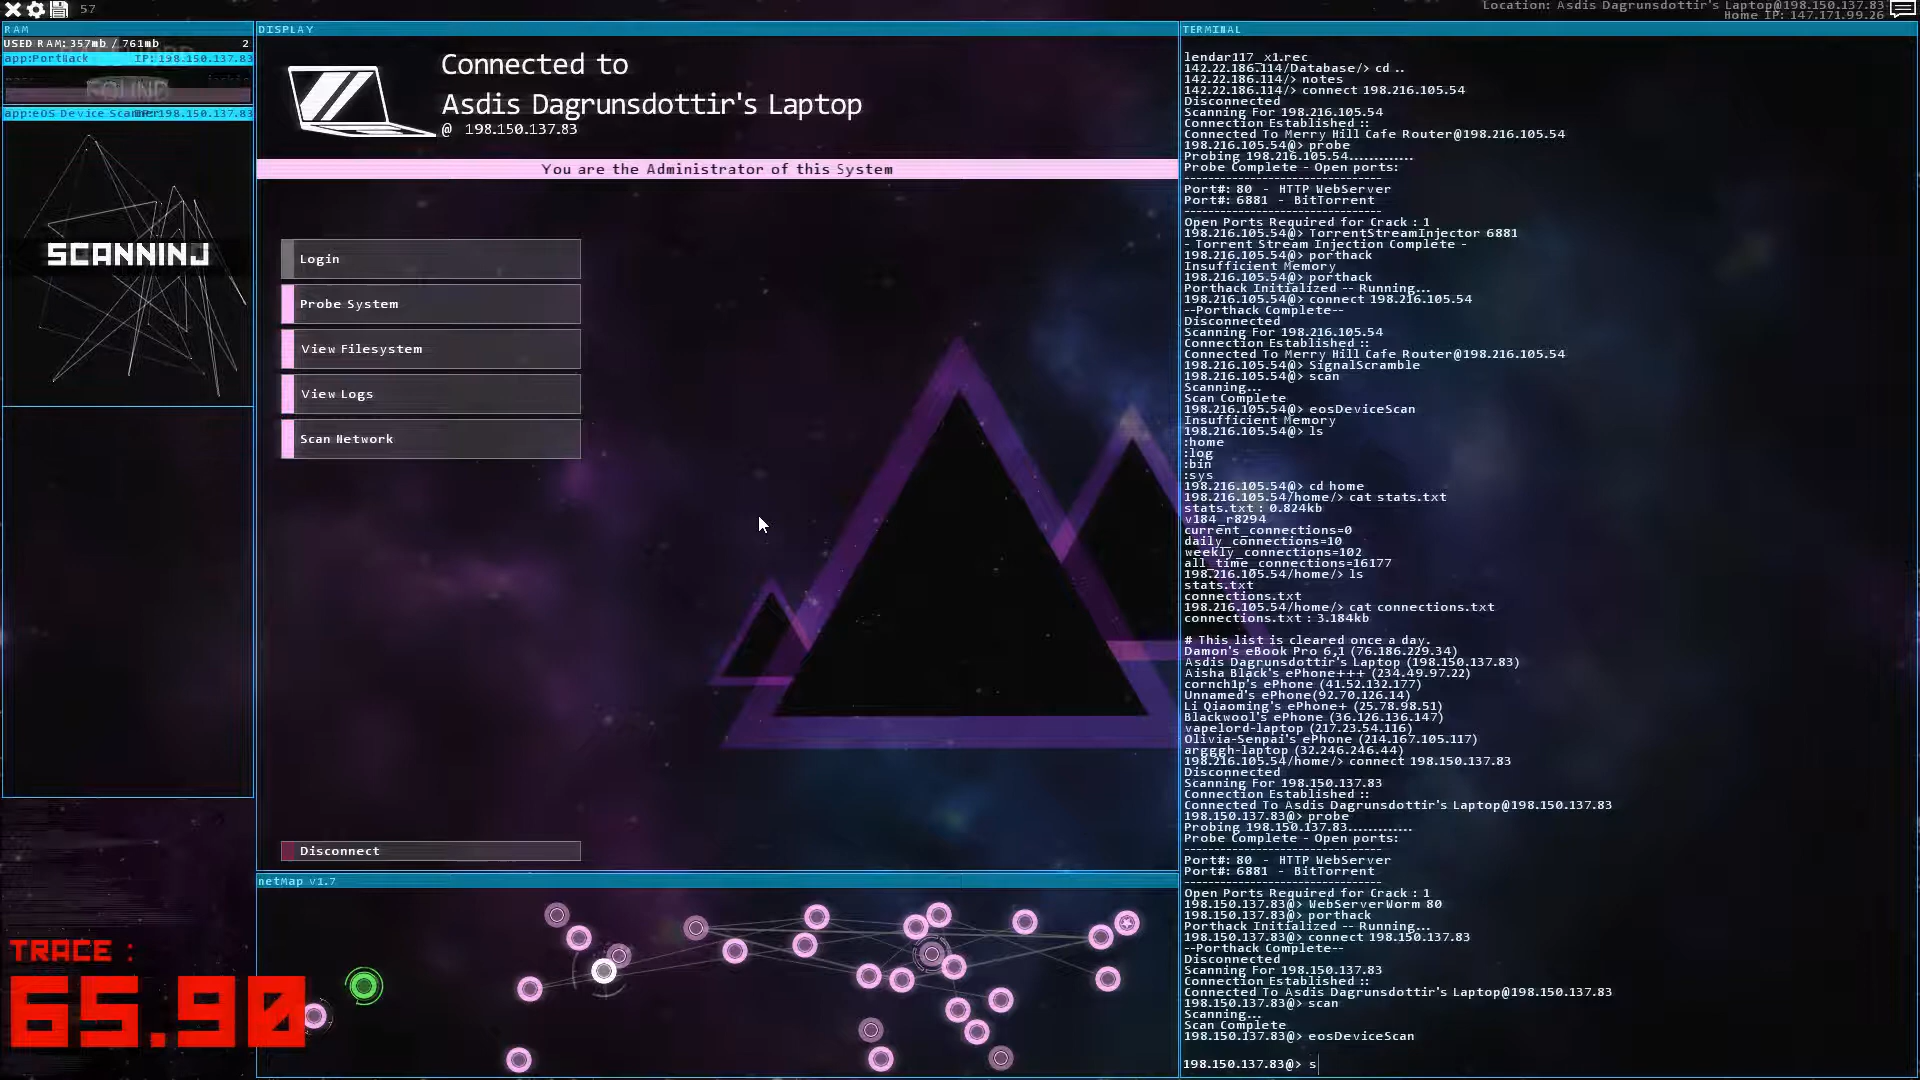 57
Location: Asdis Dagrunsdottir's Laptop@198.150.137.83
Home IP: 147.171.99.26
RAM
USED RAM: 357mb / 761mb 2
app:PortHack IP: 198.150.137.83
FOUND
app:eOS Device Scanner IP: 198.150.137.83
SCANNING
TRACE :
65.90
DISPLAY
Connected to
Asdis Dagrunsdottir's Laptop
@ 198.150.137.83
You are the Administrator of this System
Login
Probe System
View Filesystem
View Logs
Scan Network
Disconnect
netMap v1.7
TERMINAL
lendar117_x1.rec
142.22.186.114/Database/> cd ..
142.22.186.114/> notes
142.22.186.114/> connect 198.216.105.54
Disconnected
Scanning For 198.216.105.54
Connection Established ::
Connected To Merry Hill Cafe Router@198.216.105.54
198.216.105.54@> probe
Probing 198.216.105.54.............
Probe Complete - Open ports:
---------------------------------
Port#: 80 - HTTP WebServer
Port#: 6881 - BitTorrent
---------------------------------
Open Ports Required for Crack : 1
198.216.105.54@> TorrentStreamInjector 6881
- Torrent Stream Injection Complete -
198.216.105.54@> porthack
Insufficient Memory
198.216.105.54@> porthack
Porthack Initialized -- Running...
198.216.105.54@> connect 198.216.105.54
--Porthack Complete--
Disconnected
Scanning For 198.216.105.54
Connection Established ::
Connected To Merry Hill Cafe Router@198.216.105.54
198.216.105.54@> SignalScramble
198.216.105.54@> scan
Scanning...
Scan Complete
198.216.105.54@> eosDeviceScan
Insufficient Memory
198.216.105.54@> ls
:home
:log
:bin
:sys
198.216.105.54@> cd home
198.216.105.54/home/> cat stats.txt
stats.txt : 0.824kb
v184_r8294
current_connections=0
daily_connections=10
weekly_connections=102
all_time_connections=16177
198.216.105.54/home/> ls
stats.txt
connections.txt
198.216.105.54/home/> cat connections.txt
connections.txt : 3.184kb
# This list is cleared once a day.
Damon's eBook Pro 6,1 (76.186.229.34)
Asdis Dagrunsdottir's Laptop (198.150.137.83)
Aisha Black's ePhone+++ (234.49.97.22)
cornch1p's ePhone (41.52.132.177)
Unnamed's ePhone(92.70.126.14)
Li Qiaoming's ePhone+ (25.78.98.51)
Blackwool's ePhone (36.126.136.147)
vapelord-laptop (217.23.54.116)
Olivia-Senpai's ePhone (214.167.105.117)
argggh-laptop (32.246.246.44)
198.216.105.54/home/> connect 198.150.137.83
Disconnected
Scanning For 198.150.137.83
Connection Established ::
Connected To Asdis Dagrunsdottir's Laptop@198.150.137.83
198.150.137.83@> probe
Probing 198.150.137.83.............
Probe Complete - Open ports:
---------------------------------
Port#: 80 - HTTP WebServer
Port#: 6881 - BitTorrent
---------------------------------
Open Ports Required for Crack : 1
198.150.137.83@> WebServerWorm 80
198.150.137.83@> porthack
Porthack Initialized -- Running...
198.150.137.83@> connect 198.150.137.83
--Porthack Complete--
Disconnected
Scanning For 198.150.137.83
Connection Established ::
Connected To Asdis Dagrunsdottir's Laptop@198.150.137.83
198.150.137.83@> scan
Scanning...
Scan Complete
198.150.137.83@> eosDeviceScan
198.150.137.83@> s